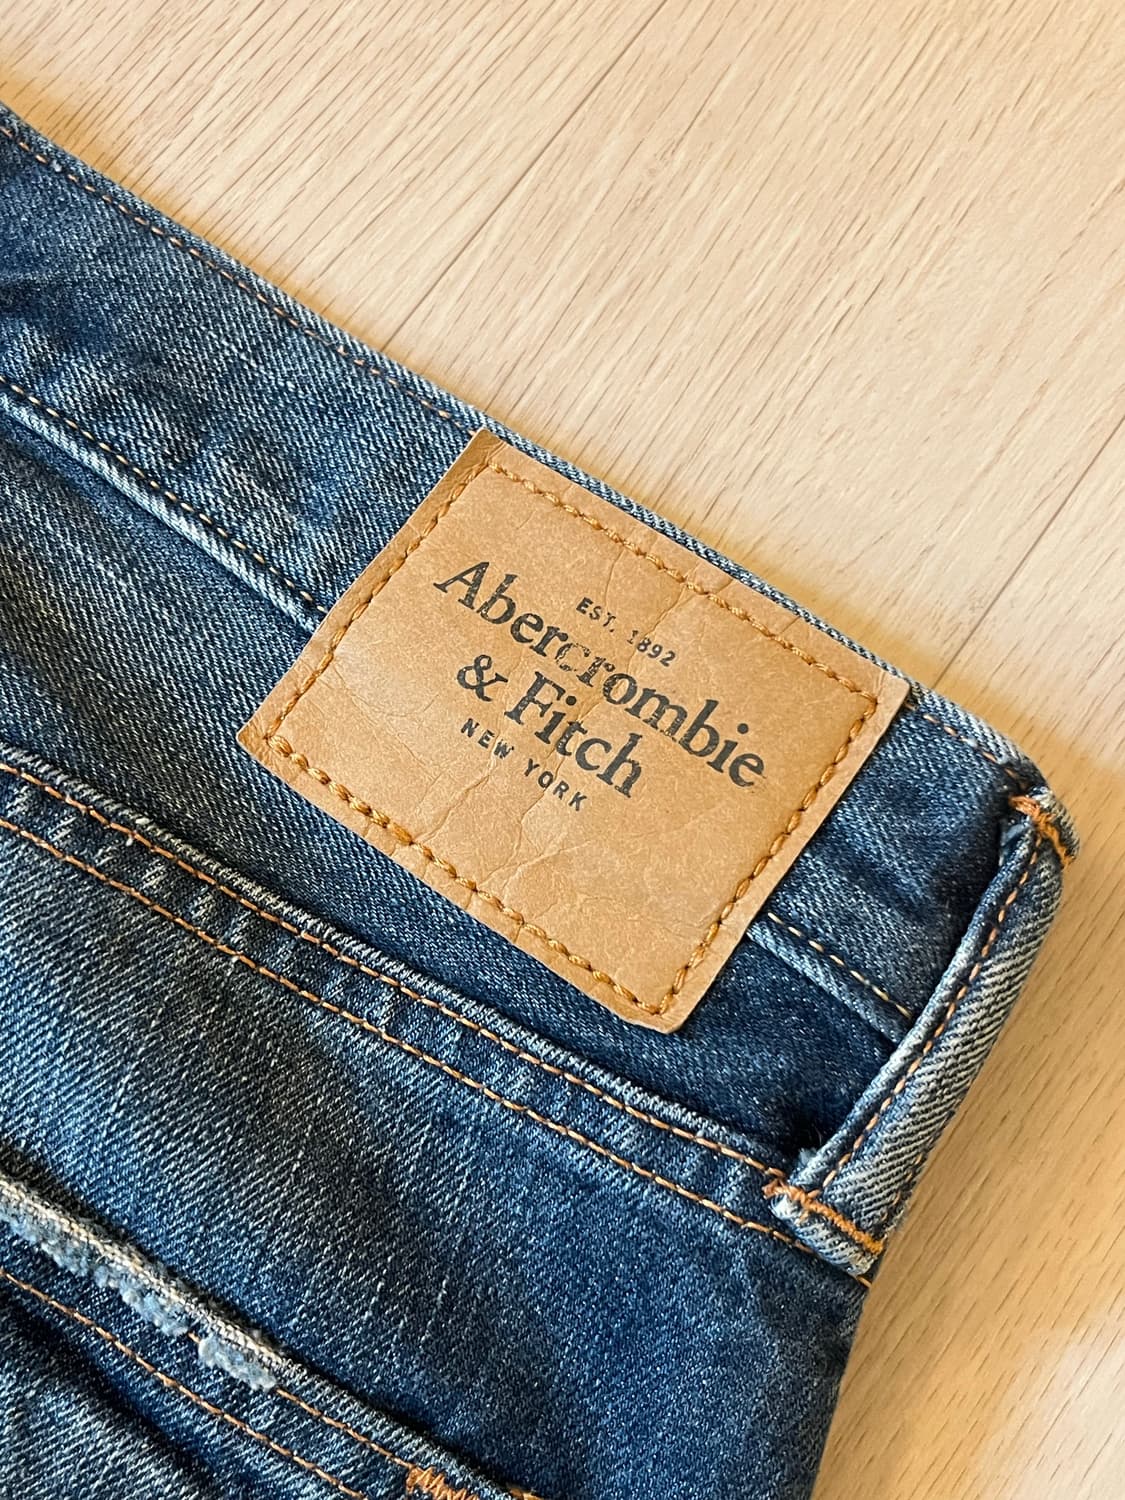 EST. 1892
Abercrombie
& Fitch
NEW YORK